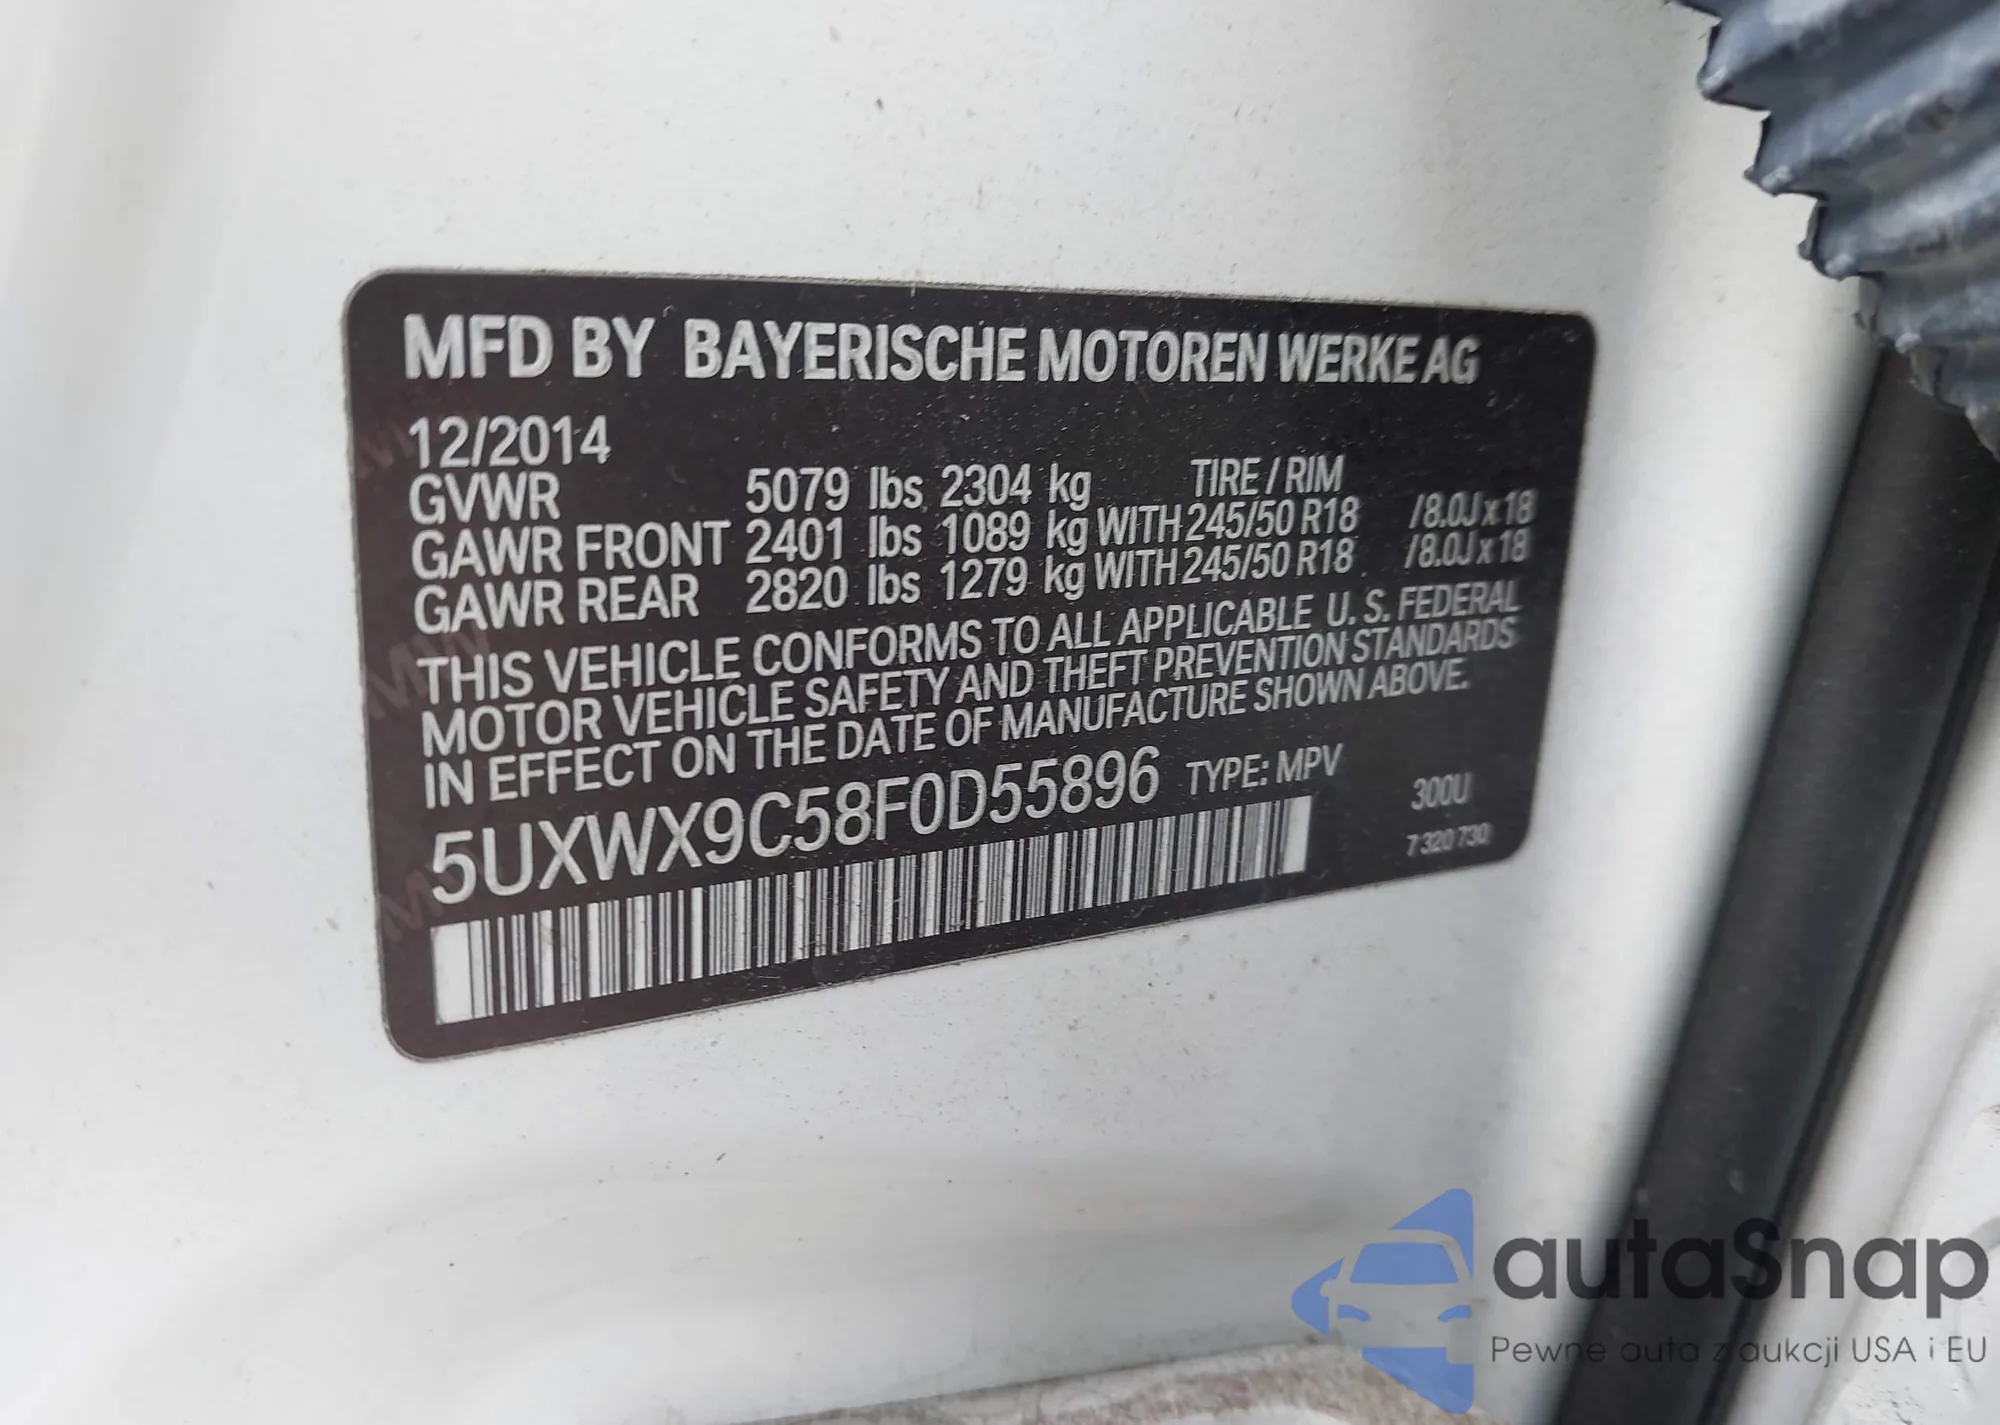 MFD BY BAYERISCHE MOTOREN WERKE AG
12/2014
TIRE / RIM
GVWR 5079 lbs 2304 kg
GAWR FRONT 2401 lbs 1089 kg WITH 245/50 R18 /8.0J x 18
GAWR REAR 2820 lbs 1279 kg WITH 245/50 R18 /8.0J x 18
THIS VEHICLE CONFORMS TO ALL APPLICABLE U. S. FEDERAL
MOTOR VEHICLE SAFETY AND THEFT PREVENTION STANDARDS
IN EFFECT ON THE DATE OF MANUFACTURE SHOWN ABOVE.
5UXWX9C58F0D55896 TYPE: MPV
300U
7 320 730
autaSnap
Pewne auta z aukcji USA i EU